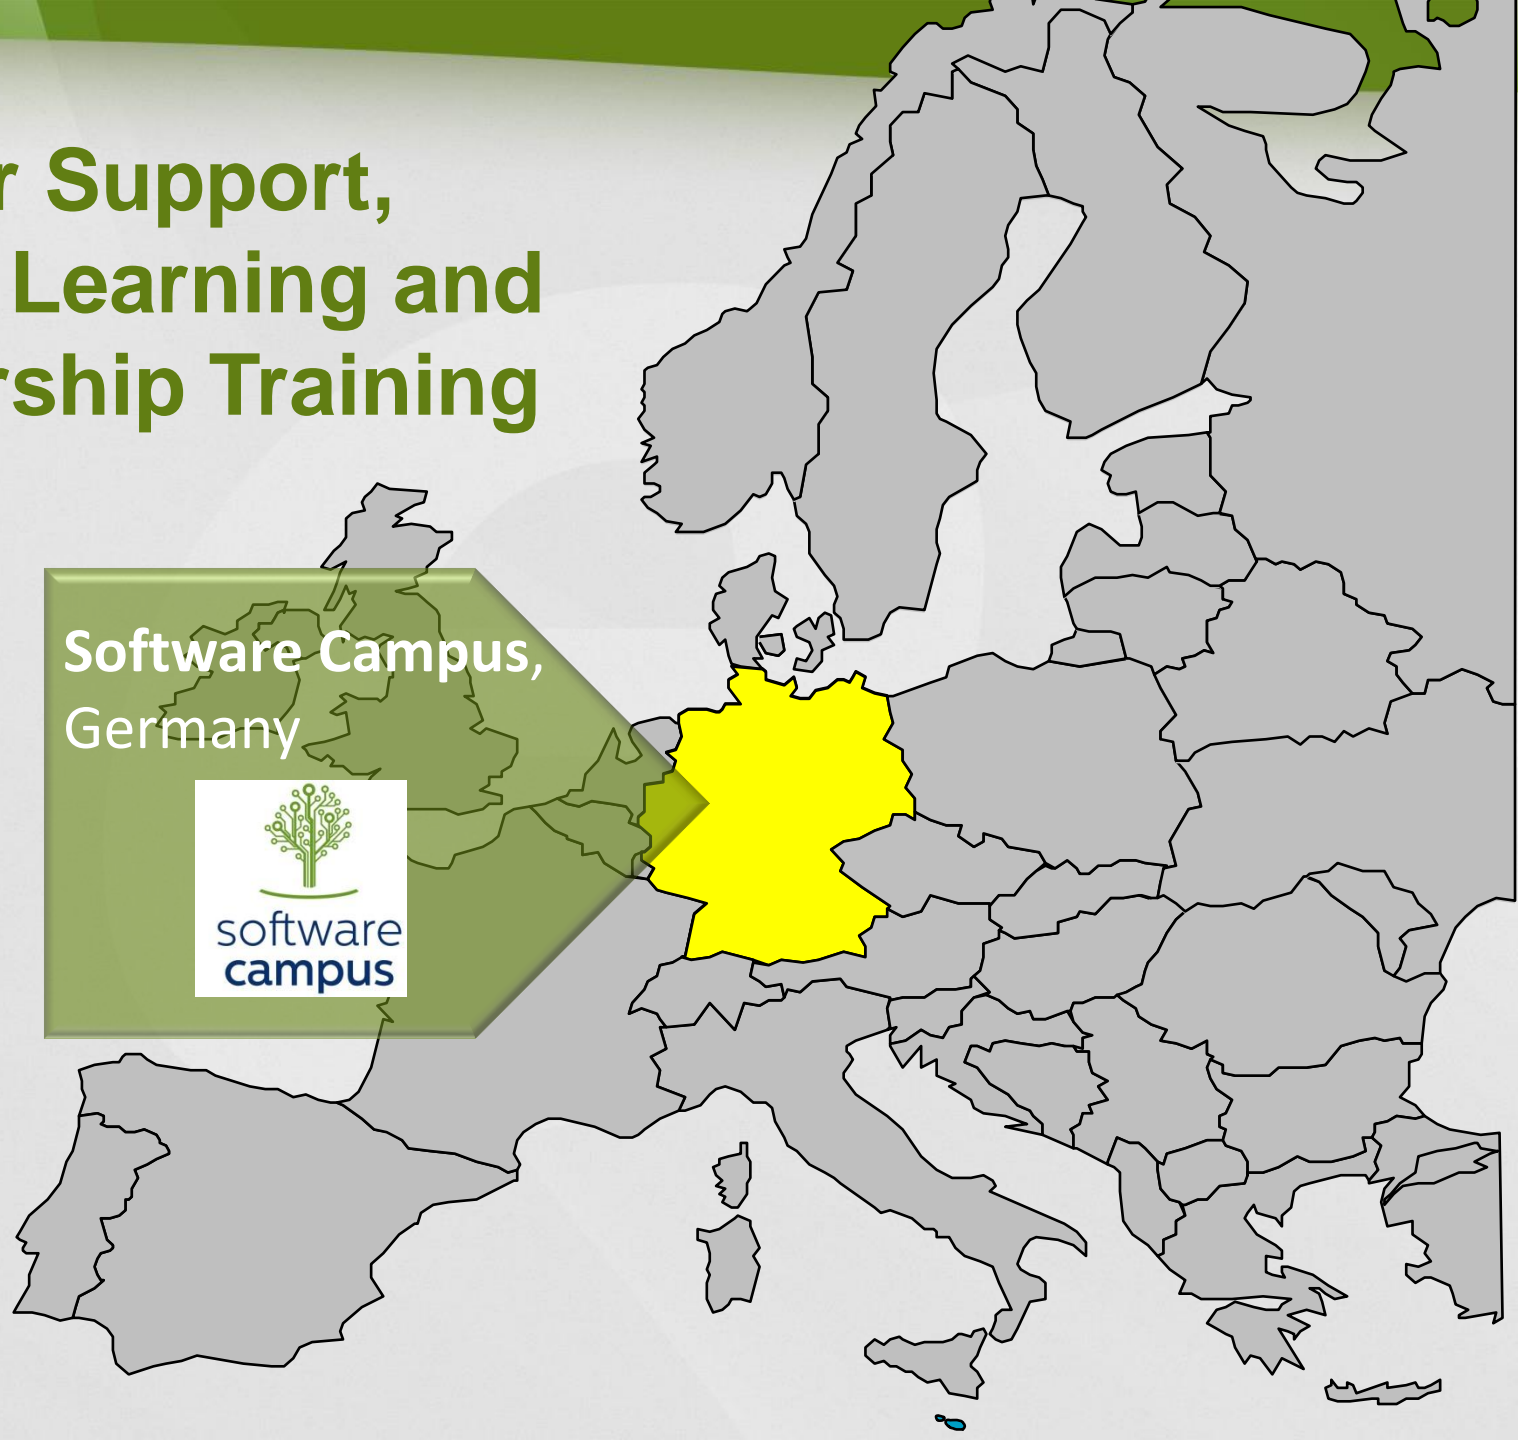 r Support,
Learning and
rship Training
Software Campus,
Germany
software
campus